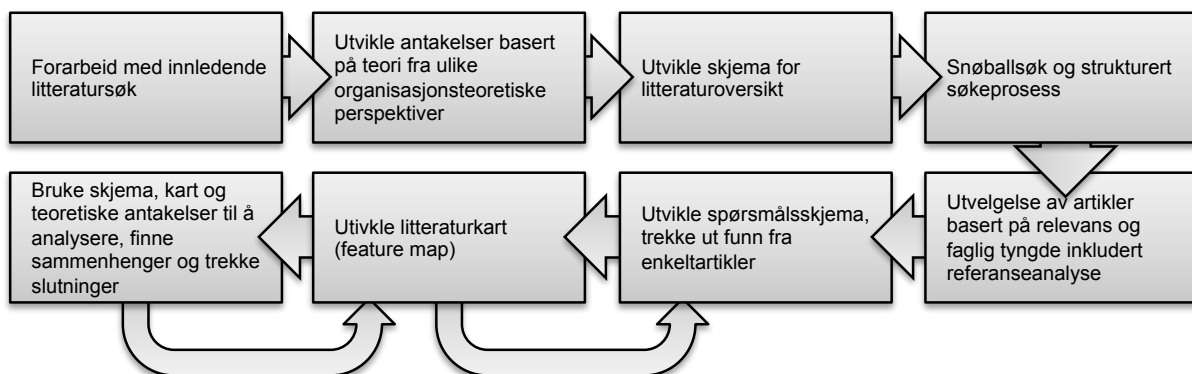 Forarbeid med innledende
litteratursøk
Utvikle antakelser basert
på teori fra ulike
organisasjonsteoretiske
perspektiver
Utvikle skjema for
litteraturoversikt
Snøballsøk og strukturert
søkeprosess
Utvelgelse av artikler
basert på relevans og
faglig tyngde inkludert
referanseanalyse
Utvikle spørsmålsskjema,
trekke ut funn fra
enkeltartikler
Utivkle litteraturkart
(feature map)
Bruke skjema, kart og
teoretiske antakelser til å
analysere, finne
sammenhenger og trekke
slutninger